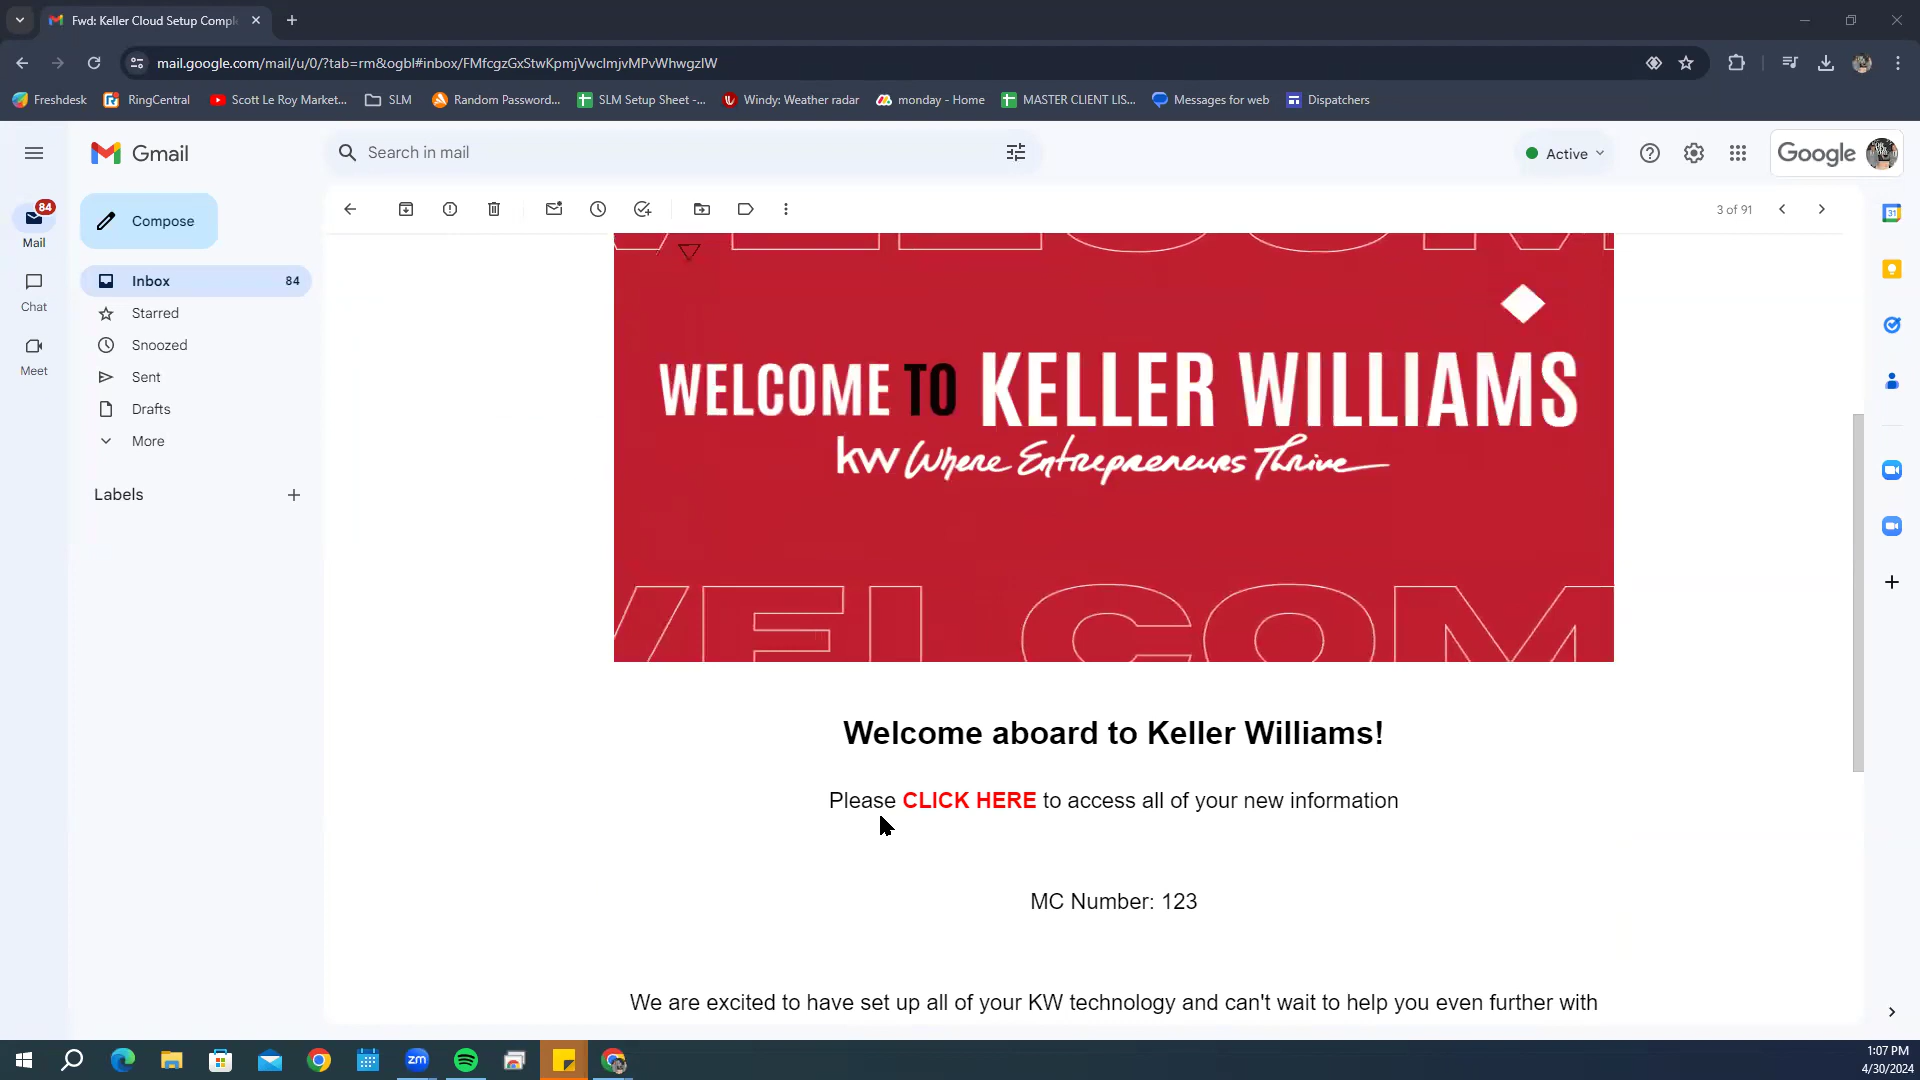 Fwd: Keller Cloud Setup Compl
mail.google.com/mail/u/0/?tab=rm&ogbl#inbox/FMfcgzGxStwKpmjVwclmjvMPvWhwgzlW
Freshdesk
RingCentral
Scott Le Roy Market...
SLM
Random Password...
SLM Setup Sheet -...
Windy: Weather radar
monday - Home
MASTER CLIENT LIS...
Messages for web
Dispatchers
Gmail
Search in mail
Active
Google
84
Mail
Compose
3 of 91
Inbox
84
Chat
Starred
Snoozed
Meet
Sent
Drafts
More
Labels
WELCOME
WELCOME TO KELLER WILLIAMS
kw Where Entrepreneurs Thrive
WELCOME
Welcome aboard to Keller Williams!
Please CLICK HERE to access all of your new information
MC Number: 123
We are excited to have set up all of your KW technology and can't wait to help you even further with
31
zm
1:07 PM
4/30/2024